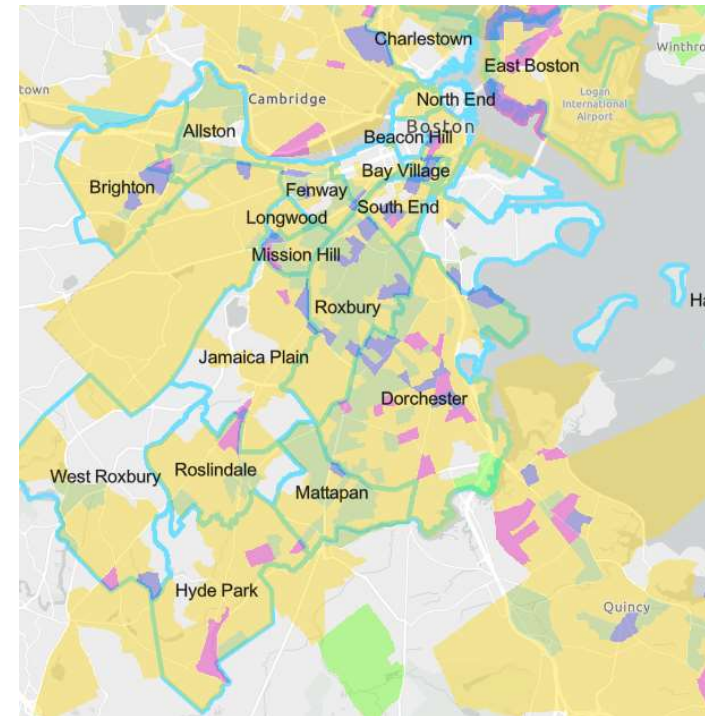 Charlestown
Winthro
East Boston
town
Cambridge
North End
Logan
International
Airport
Allston
Boston
Beacon Hill
Brighton
Bay Village
Fenway
Longwood
South End
Mission Hill
Ha
Roxbury
Jamaica Plain
Dorchester
West Roxbury
Roslindale
Mattapan
Hyde Park
Quincy